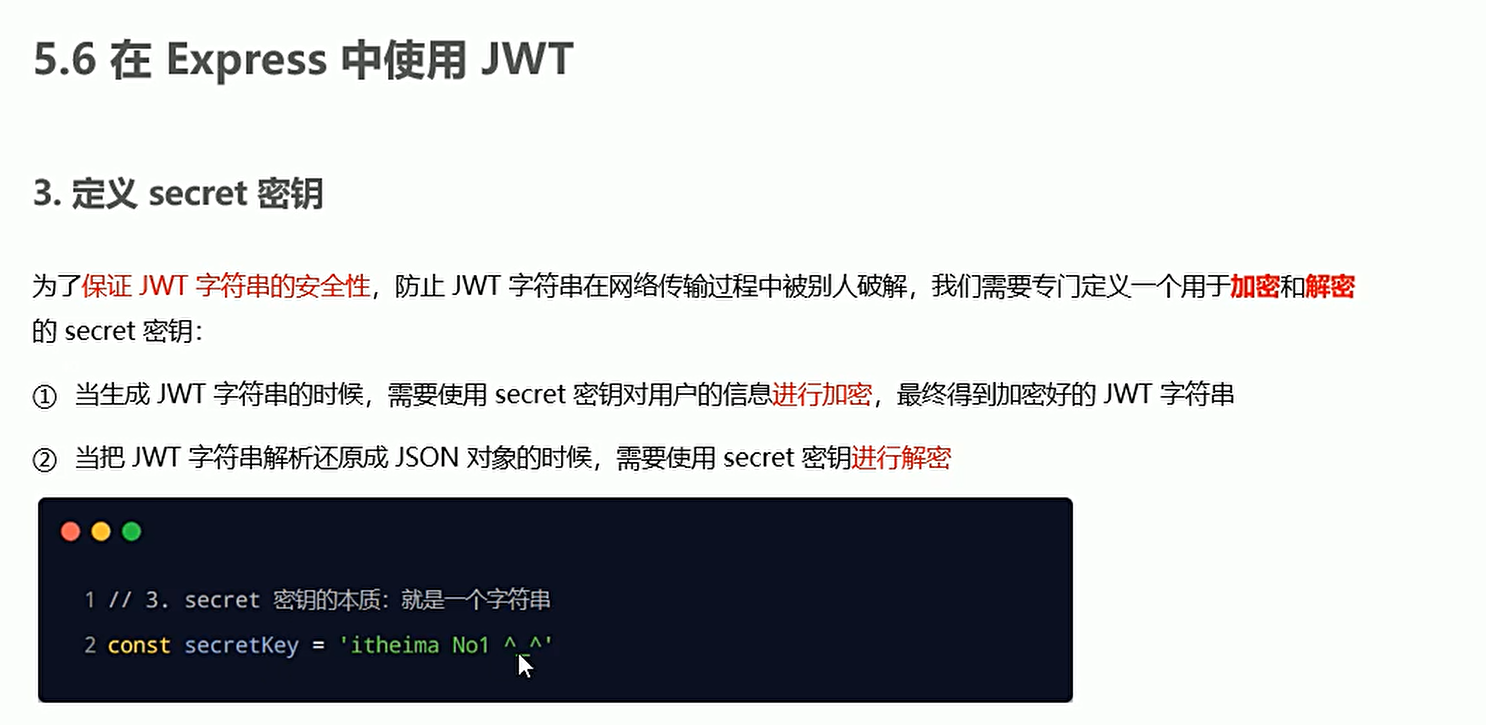 5.6 在 Express 中使用 JWT
3. 定义 secret 密钥
为了保证 JWT 字符串的安全性，防止 JWT 字符串在网络传输过程中被别人破解，我们需要专门定义一个用于加密和解密
的 secret 密钥：
① 当生成 JWT 字符串的时候，需要使用 secret 密钥对用户的信息进行加密，最终得到加密好的 JWT 字符串
② 当把 JWT 字符串解析还原成 JSON 对象的时候，需要使用 secret 密钥进行解密
1 // 3. secret 密钥的本质：就是一个字符串
2 const secretKey = 'itheima No1 ^_^'